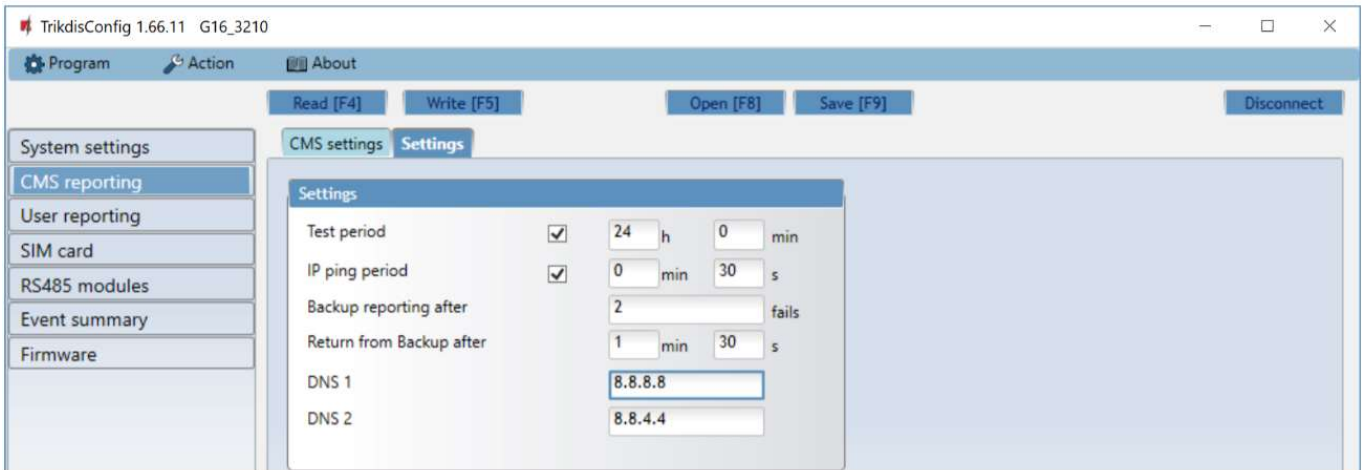 TrikdisConfig 1.66.11 G16_3210
Program Action About
Read [F4] Write [F5] Open [F8] Save [F9] Disconnect
System settings
CMS reporting
User reporting
SIM card
RS485 modules
Event summary
Firmware
CMS settings Settings
Settings
Test period 24 h 0 min
IP ping period 0 min 30 s
Backup reporting after 2 fails
Return from Backup after 1 min 30 s
DNS 1 8.8.8.8
DNS 2 8.8.4.4